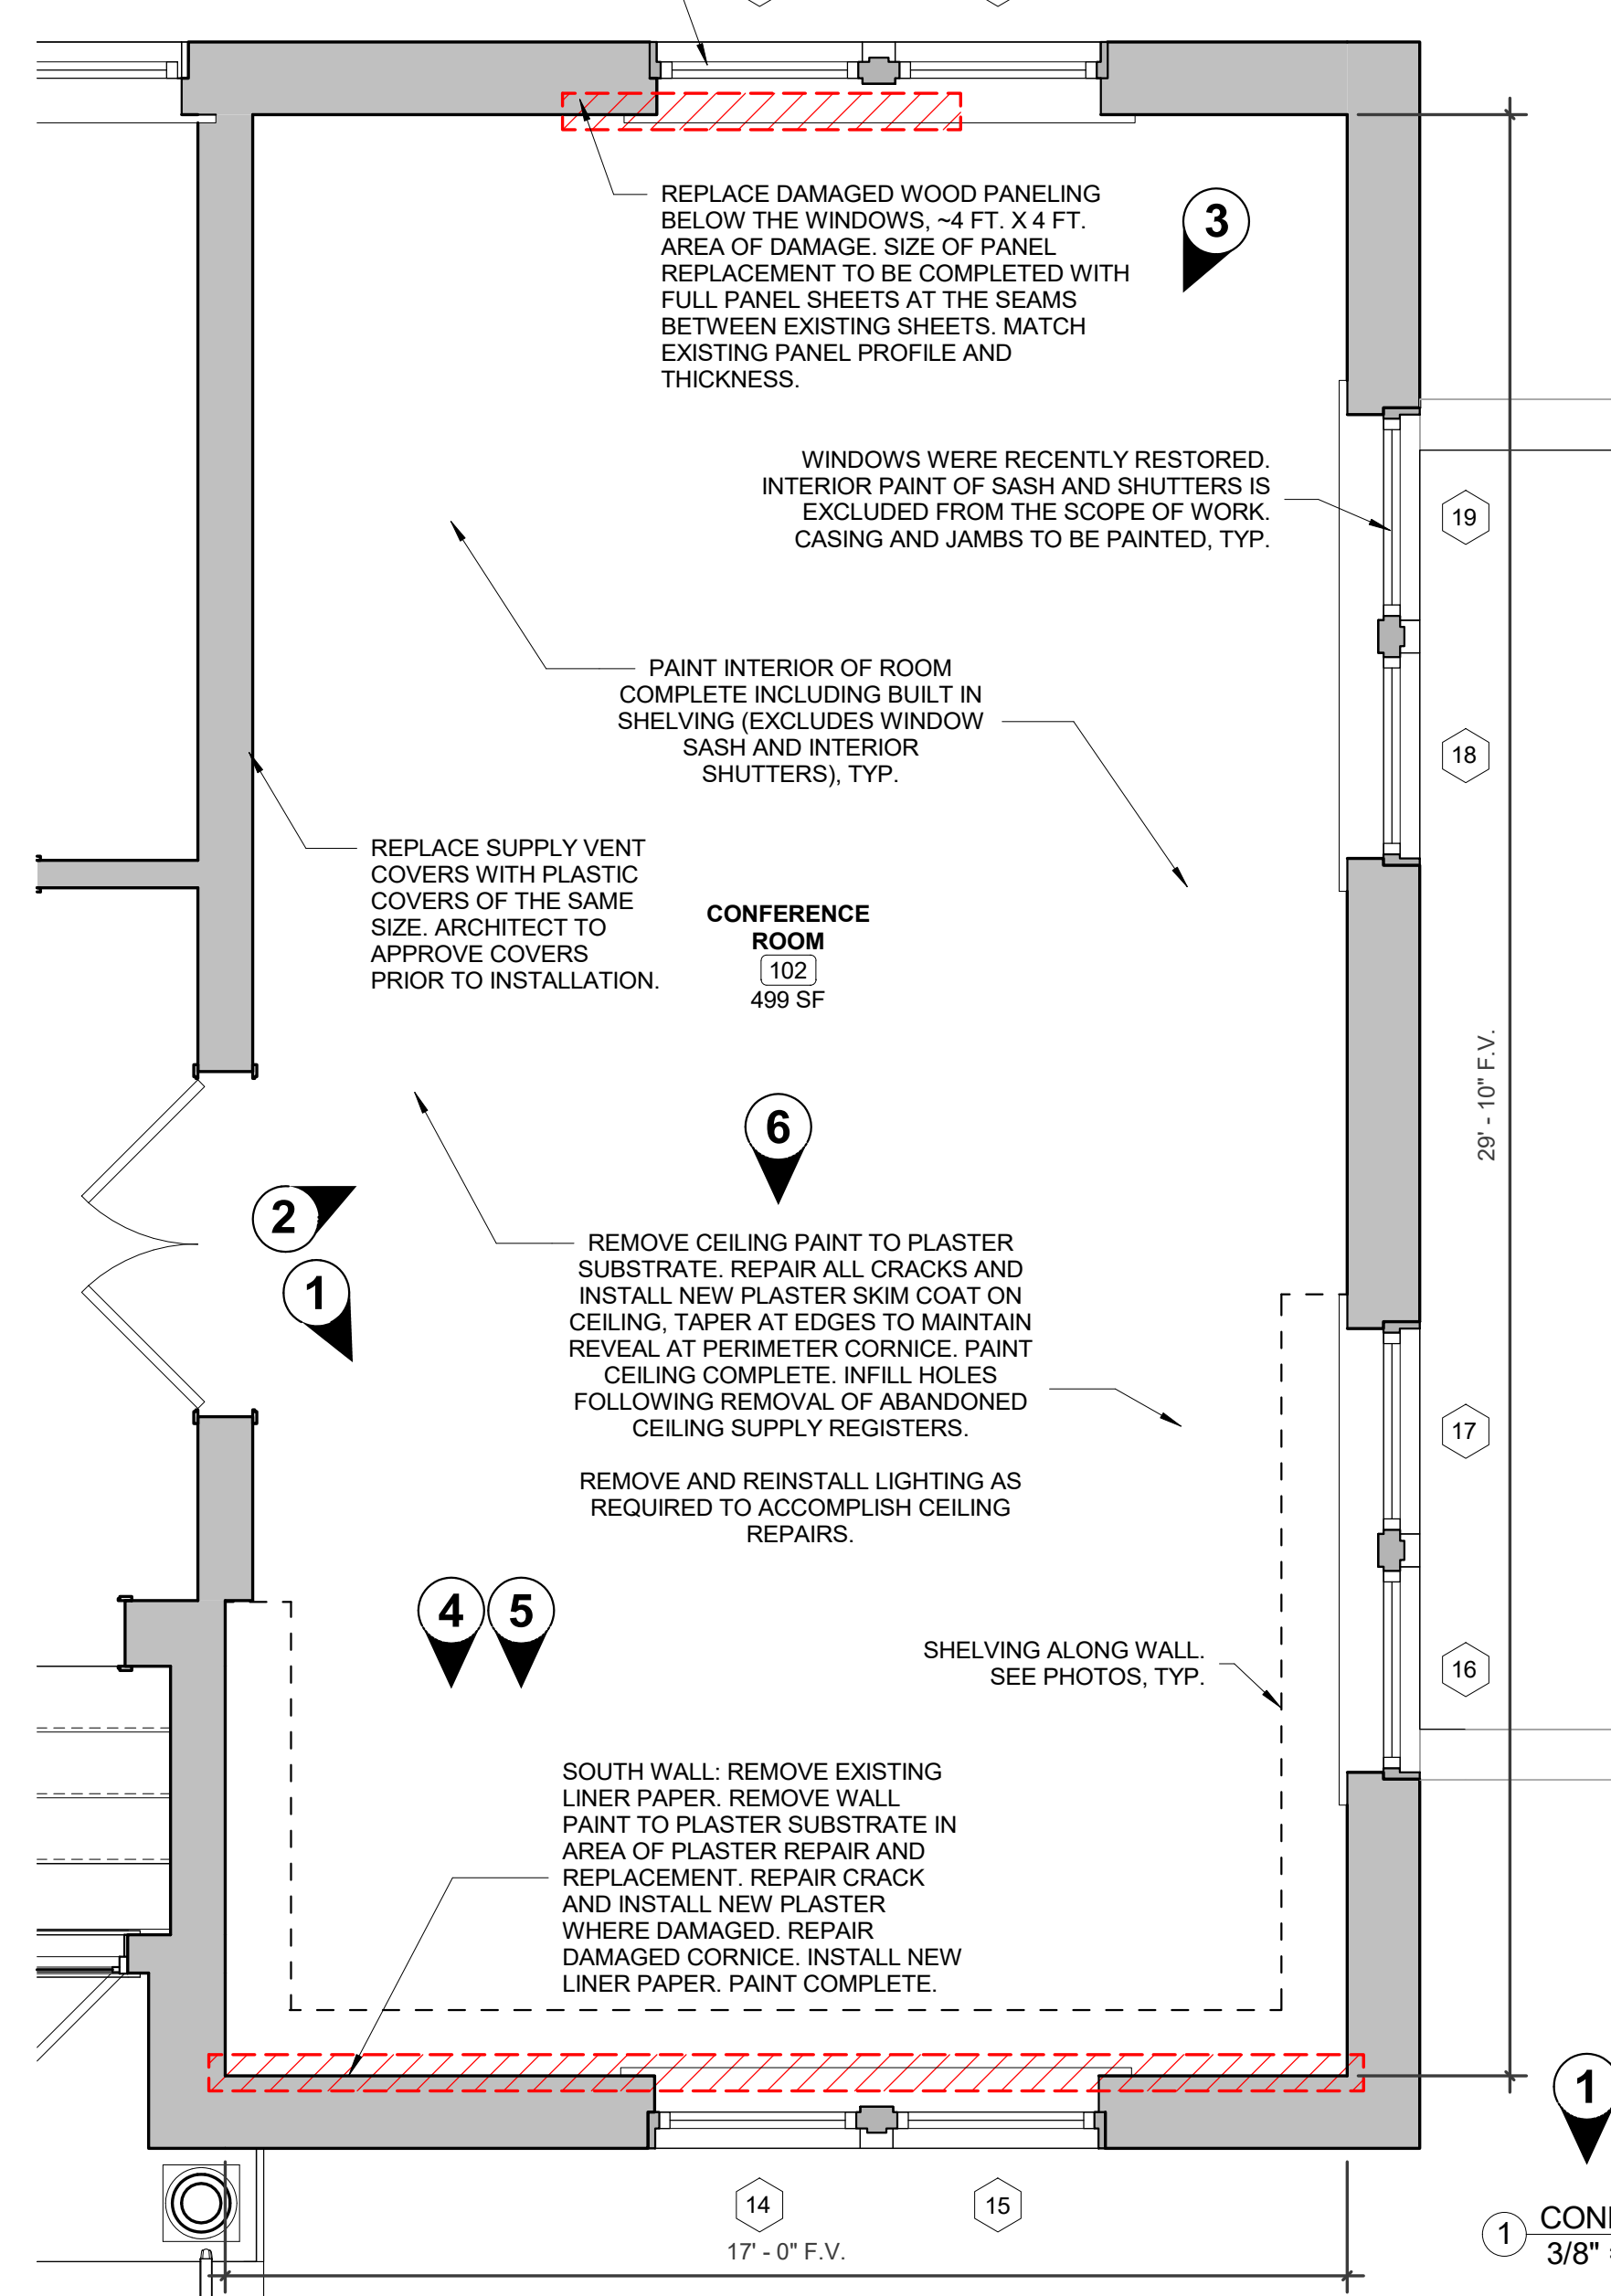 REPLACE DAMAGED WOOD PANELING
BELOW THE WINDOWS, ~4 FT. X 4 FT.
AREA OF DAMAGE. SIZE OF PANEL
REPLACEMENT TO BE COMPLETED WITH
FULL PANEL SHEETS AT THE SEAMS
BETWEEN EXISTING SHEETS. MATCH
EXISTING PANEL PROFILE AND
THICKNESS.
3
WINDOWS WERE RECENTLY RESTORED.
INTERIOR PAINT OF SASH AND SHUTTERS IS
EXCLUDED FROM THE SCOPE OF WORK.
CASING AND JAMBS TO BE PAINTED, TYP.
19
PAINT INTERIOR OF ROOM
COMPLETE INCLUDING BUILT IN
SHELVING (EXCLUDES WINDOW
SASH AND INTERIOR
SHUTTERS), TYP.
18
REPLACE SUPPLY VENT
COVERS WITH PLASTIC
COVERS OF THE SAME
SIZE. ARCHITECT TO
APPROVE COVERS
PRIOR TO INSTALLATION.
CONFERENCE
ROOM
102
499 SF
29' - 10" F.V.
6
2
1
REMOVE CEILING PAINT TO PLASTER
SUBSTRATE. REPAIR ALL CRACKS AND
INSTALL NEW PLASTER SKIM COAT ON
CEILING, TAPER AT EDGES TO MAINTAIN
REVEAL AT PERIMETER CORNICE. PAINT
CEILING COMPLETE. INFILL HOLES
FOLLOWING REMOVAL OF ABANDONED
CEILING SUPPLY REGISTERS.
REMOVE AND REINSTALL LIGHTING AS
REQUIRED TO ACCOMPLISH CEILING
REPAIRS.
17
4
5
SHELVING ALONG WALL.
SEE PHOTOS, TYP.
16
SOUTH WALL: REMOVE EXISTING
LINER PAPER. REMOVE WALL
PAINT TO PLASTER SUBSTRATE IN
AREA OF PLASTER REPAIR AND
REPLACEMENT. REPAIR CRACK
AND INSTALL NEW PLASTER
WHERE DAMAGED. REPAIR
DAMAGED CORNICE. INSTALL NEW
LINER PAPER. PAINT COMPLETE.
1
14
15
17' - 0" F.V.
1
3/8"